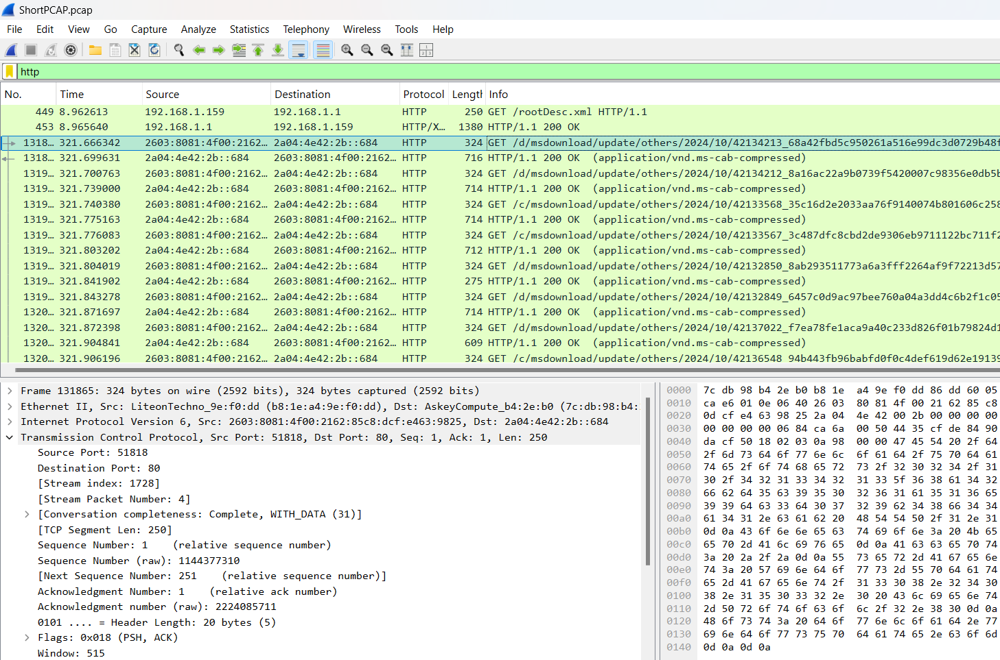 ShortPCAP.pcap
File Edit View Go Capture Analyze Statistics Telephony Wireless Tools Help
http
No. Time Source Destination Protocol Length Info
449 8.962613 192.168.1.159 192.168.1.1 HTTP 250 GET /rootDesc.xml HTTP/1.1
453 8.965640 192.168.1.1 192.168.1.159 HTTP/X… 1380 HTTP/1.1 200 OK
1318… 321.666342 2603:8081:4f00:2162… 2a04:4e42:2b::684 HTTP 324 GET /d/msdownload/update/others/2024/10/42134213_68a42fbd5c950261a516e99dc3d0729b48f
1318… 321.699631 2a04:4e42:2b::684 2603:8081:4f00:2162… HTTP 716 HTTP/1.1 200 OK (application/vnd.ms-cab-compressed)
1319… 321.700763 2603:8081:4f00:2162… 2a04:4e42:2b::684 HTTP 324 GET /d/msdownload/update/others/2024/10/42134212_8a16ac22a9b0739f5420007c98356e0db5b
1319… 321.739000 2a04:4e42:2b::684 2603:8081:4f00:2162… HTTP 714 HTTP/1.1 200 OK (application/vnd.ms-cab-compressed)
1319… 321.740380 2603:8081:4f00:2162… 2a04:4e42:2b::684 HTTP 324 GET /c/msdownload/update/others/2024/10/42133568_35c16d2e2033aa76f9140074b801606c258
1319… 321.775163 2a04:4e42:2b::684 2603:8081:4f00:2162… HTTP 714 HTTP/1.1 200 OK (application/vnd.ms-cab-compressed)
1319… 321.776083 2603:8081:4f00:2162… 2a04:4e42:2b::684 HTTP 324 GET /c/msdownload/update/others/2024/10/42133567_3c487dfc8cbd2de9306eb9711122bc711f2
1319… 321.803202 2a04:4e42:2b::684 2603:8081:4f00:2162… HTTP 712 HTTP/1.1 200 OK (application/vnd.ms-cab-compressed)
1319… 321.804019 2603:8081:4f00:2162… 2a04:4e42:2b::684 HTTP 324 GET /d/msdownload/update/others/2024/10/42132850_8ab293511773a6a3fff2264af9f72213d57
1319… 321.841902 2a04:4e42:2b::684 2603:8081:4f00:2162… HTTP 275 HTTP/1.1 200 OK (application/vnd.ms-cab-compressed)
1319… 321.843278 2603:8081:4f00:2162… 2a04:4e42:2b::684 HTTP 324 GET /d/msdownload/update/others/2024/10/42132849_6457c0d9ac97bee760a04a3dd4c6b2f1c05
1320… 321.871697 2a04:4e42:2b::684 2603:8081:4f00:2162… HTTP 714 HTTP/1.1 200 OK (application/vnd.ms-cab-compressed)
1320… 321.872398 2603:8081:4f00:2162… 2a04:4e42:2b::684 HTTP 324 GET /d/msdownload/update/others/2024/10/42137022_f7ea78fe1aca9a40c233d826f01b79824d1
1320… 321.904841 2a04:4e42:2b::684 2603:8081:4f00:2162… HTTP 609 HTTP/1.1 200 OK (application/vnd.ms-cab-compressed)
1320… 321.906196 2603:8081:4f00:2162… 2a04:4e42:2b::684 HTTP 324 GET /c/msdownload/update/others/2024/10/42136548_94b443fb96babfd0f0c4def619d62e19139
Frame 131865: 324 bytes on wire (2592 bits), 324 bytes captured (2592 bits)
Ethernet II, Src: LiteonTechno_9e:f0:dd (b8:1e:a4:9e:f0:dd), Dst: AskeyCompute_b4:2e:b0 (7c:db:98:b4:
Internet Protocol Version 6, Src: 2603:8081:4f00:2162:85c8:dcf:e463:9825, Dst: 2a04:4e42:2b::684
Transmission Control Protocol, Src Port: 51818, Dst Port: 80, Seq: 1, Ack: 1, Len: 250
Source Port: 51818
Destination Port: 80
[Stream index: 1728]
[Stream Packet Number: 4]
[Conversation completeness: Complete, WITH_DATA (31)]
[TCP Segment Len: 250]
Sequence Number: 1 (relative sequence number)
Sequence Number (raw): 1144377310
[Next Sequence Number: 251 (relative sequence number)]
Acknowledgment Number: 1 (relative ack number)
Acknowledgment number (raw): 2224085711
0101 .... = Header Length: 20 bytes (5)
Flags: 0x018 (PSH, ACK)
Window: 515
0000 7c db 98 b4 2e b0 b8 1e a4 9e f0 dd 86 dd 60 05
0010 ca e6 01 0e 06 40 26 03 80 81 4f 00 21 62 85 c8
0020 0d cf e4 63 98 25 2a 04 4e 42 00 2b 00 00 00 00
0030 00 00 00 00 06 84 ca 6a 00 50 44 35 cf de 84 90
0040 da cf 50 18 02 03 0a 98 00 00 47 45 54 20 2f 64
0050 2f 6d 73 64 6f 77 6e 6c 6f 61 64 2f 75 70 64 61
0060 74 65 2f 6f 74 68 65 72 73 2f 32 30 32 34 2f 31
0070 30 2f 34 32 31 33 34 32 31 33 5f 36 38 61 34 32
0080 66 62 64 35 63 39 35 30 32 36 31 61 35 31 36 65
0090 39 39 64 63 33 64 30 37 32 39 62 34 38 66 34 34
00a0 61 34 31 2e 63 61 62 20 48 54 54 50 2f 31 2e 31
00b0 0d 0a 43 6f 6e 6e 65 63 74 69 6f 6e 3a 20 4b 65
00c0 65 70 2d 41 6c 69 76 65 0d 0a 41 63 63 65 70 74
00d0 3a 20 2a 2f 2a 0d 0a 55 73 65 72 2d 41 67 65 6e
00e0 74 3a 20 57 69 6e 64 6f 77 73 2d 55 70 64 61 74
00f0 65 2d 41 67 65 6e 74 2f 31 33 30 38 2e 32 34 30
0100 38 2e 31 35 30 33 32 2e 30 20 43 6c 69 65 6e 74
0110 2d 50 72 6f 74 6f 63 6f 6c 2f 32 2e 38 30 0d 0a
0120 48 6f 73 74 3a 20 64 6f 77 6e 6c 6f 61 64 2e 77
0130 69 6e 64 6f 77 73 75 70 64 61 74 65 2e 63 6f 6d
0140 0d 0a 0d 0a